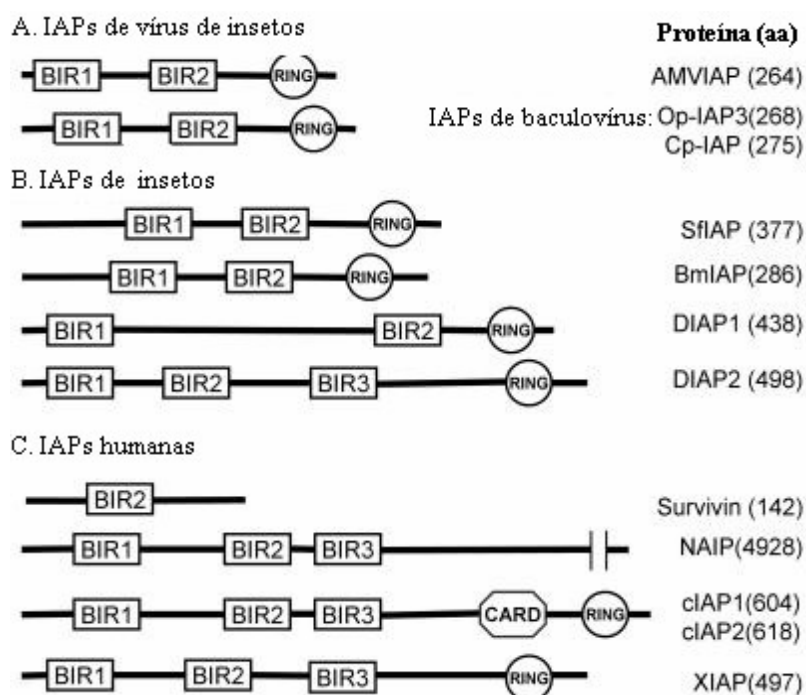 A. IAPs de vírus de insetos
Proteína (aa)
BIR1 BIR2 RING AMVIAP (264)
BIR1 BIR2 RING IAPs de baculovírus: Op-IAP3(268)
Cp-IAP (275)
B. IAPs de insetos
BIR1 BIR2 RING SfIAP (377)
BIR1 BIR2 RING BmIAP(286)
BIR1 BIR2 RING DIAP1 (438)
BIR1 BIR2 BIR3 RING DIAP2 (498)
C. IAPs humanas
BIR2 Survivin (142)
BIR1 BIR2 BIR3 NAIP(4928)
BIR1 BIR2 BIR3 CARD RING cIAP1(604)
cIAP2(618)
BIR1 BIR2 BIR3 RING XIAP(497)